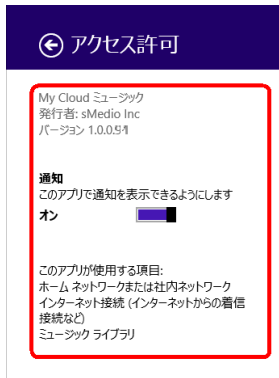 アクセス許可
My Cloud ミュージック
発行者: sMedio Inc
バージョン 1.0.0.94
通知
このアプリで通知を表示できるようにします
オン
このアプリが使用する項目:
ホーム ネットワークまたは社内ネットワーク
インターネット接続 (インターネットからの着信
接続など)
ミュージック ライブラリ